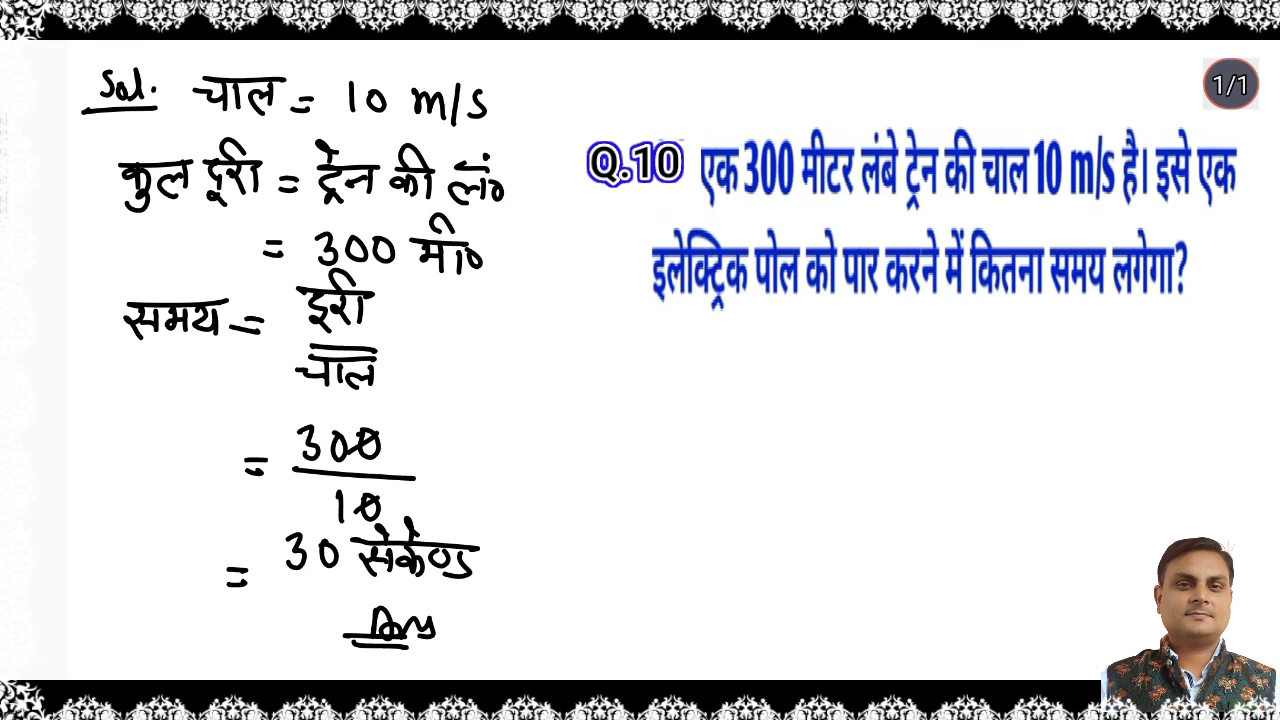 Sol. चाल = 10 m/s
कुल दूरी = ट्रेन की लं०
= 300 मी०
समय = दूरी
चाल
= 300
10
= 30 सेकेण्ड
1/1
Q.10 एक 300 मीटर लंबे ट्रेन की चाल 10 m/s है। इसे एक
इलेक्ट्रिक पोल को पार करने में कितना समय लगेगा?